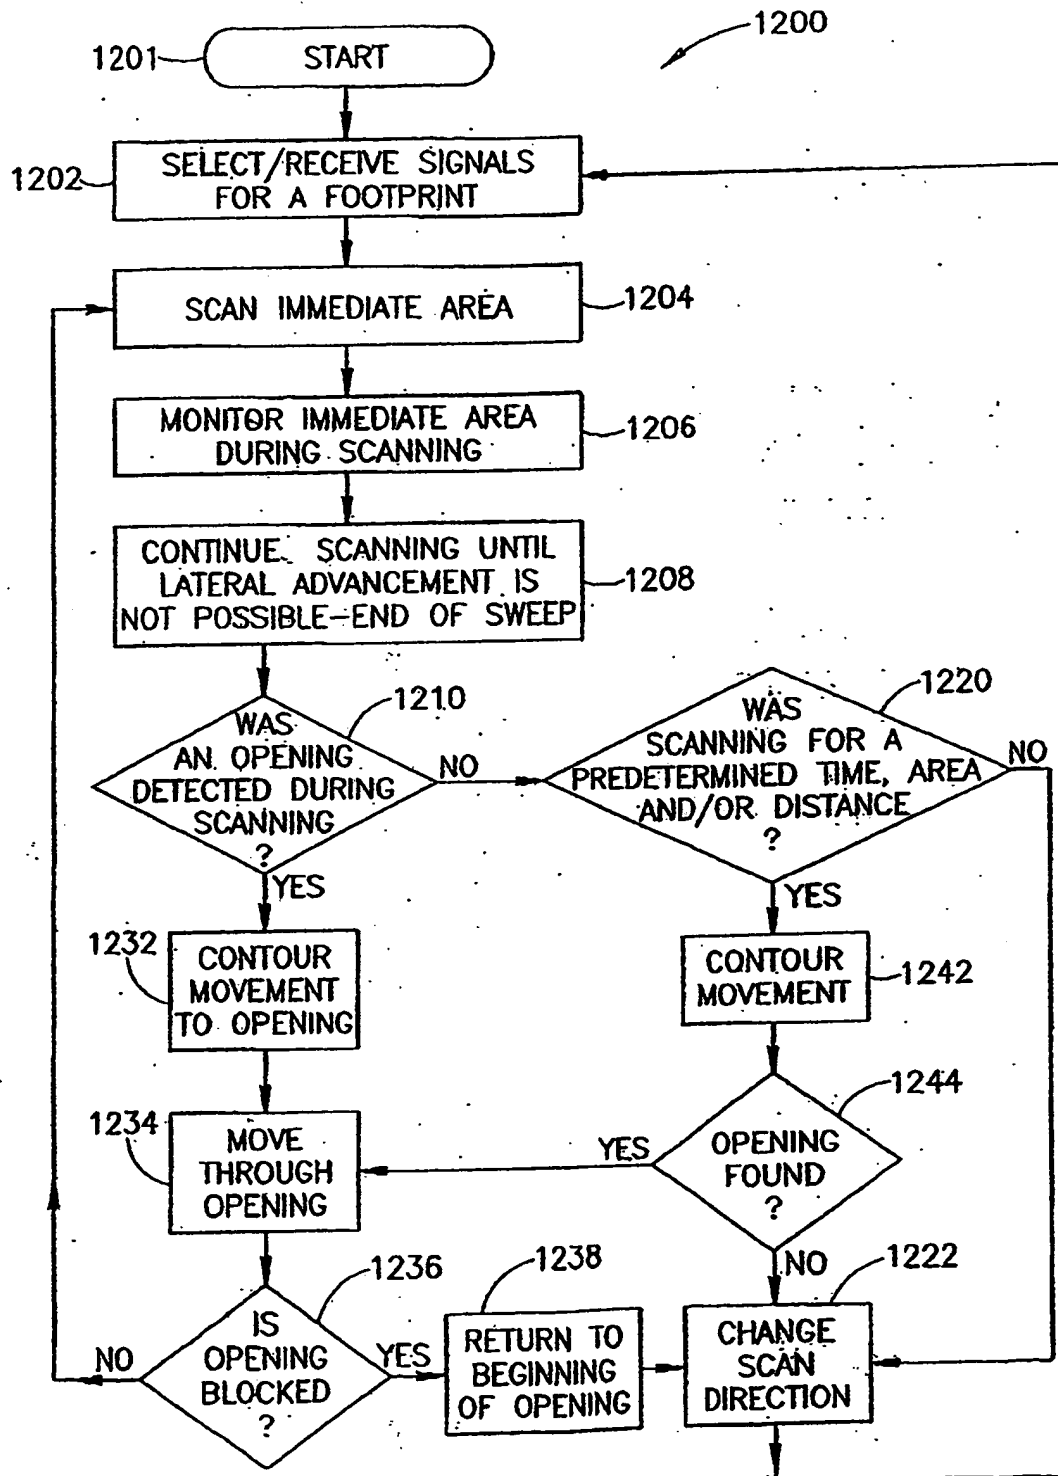 1200
1201
START
1202
SELECT/RECEIVE SIGNALS
FOR A FOOTPRINT
SCAN IMMEDIATE AREA
1204
MONITOR IMMEDIATE AREA
DURING SCANNING
1206
CONTINUE SCANNING UNTIL
LATERAL ADVANCEMENT IS
NOT POSSIBLE-END OF SWEEP
1208
1210
WAS
AN OPENING
DETECTED DURING
SCANNING
?
NO
YES
1220
WAS
SCANNING FOR A
PREDETERMINED TIME, AREA
AND/OR DISTANCE
?
NO
YES
1232
CONTOUR
MOVEMENT
TO OPENING
CONTOUR
MOVEMENT
1242
1234
MOVE
THROUGH
OPENING
YES
1244
OPENING
FOUND
?
NO
1236
IS
OPENING
BLOCKED
?
NO
YES
1238
RETURN TO
BEGINNING
OF OPENING
1222
CHANGE
SCAN
DIRECTION